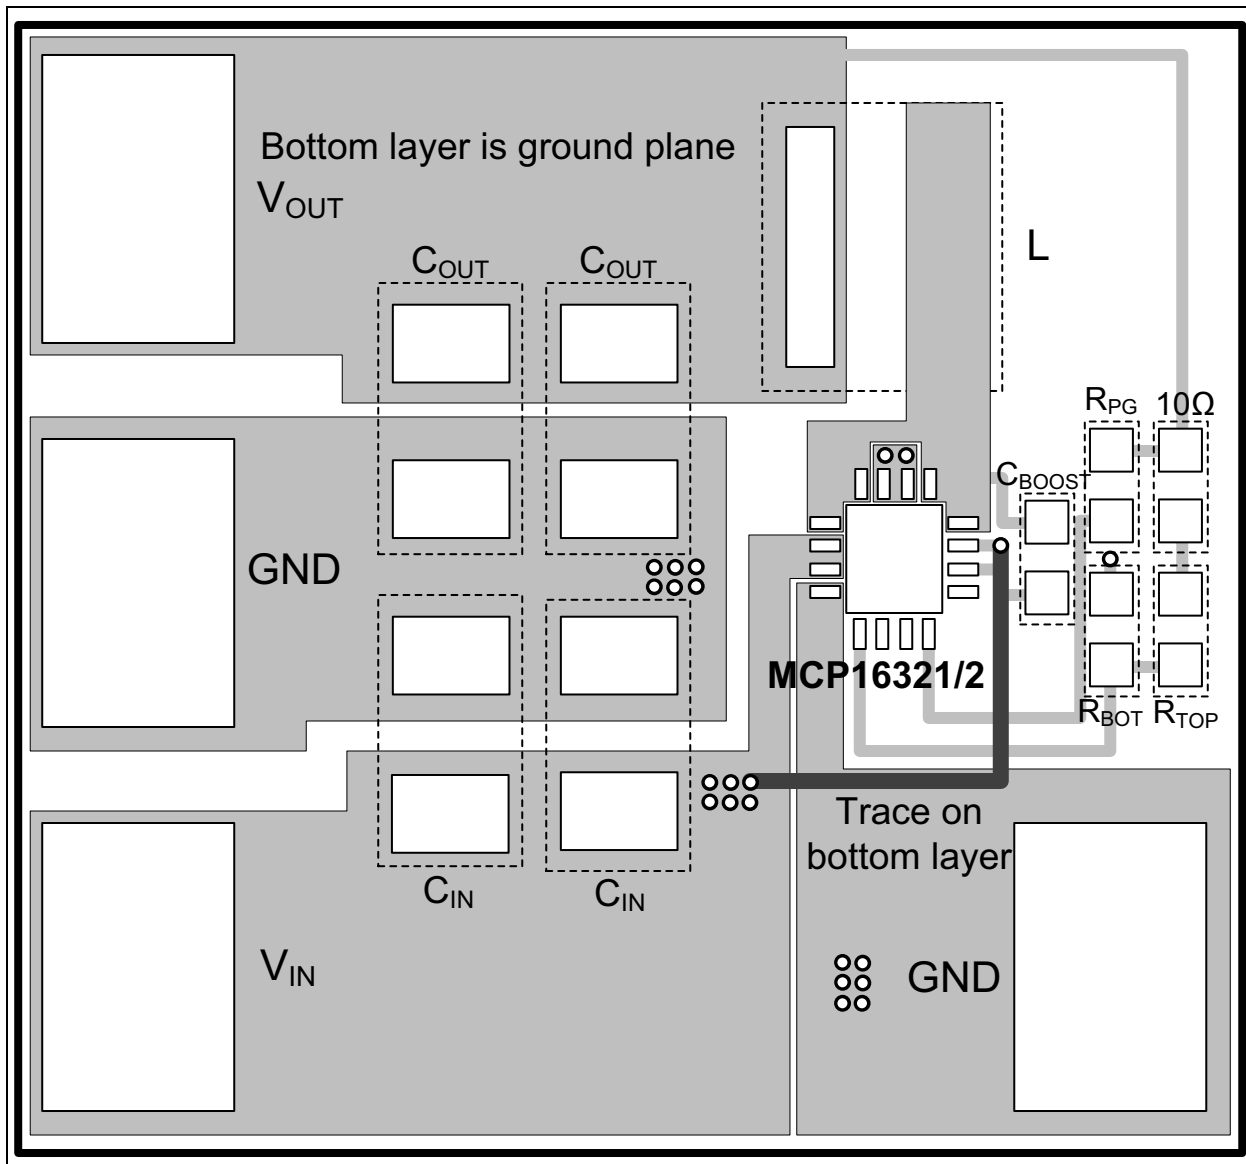 Bottom layer is ground plane
VOUT
COUT
COUT
L
RPG
10Ω
CBOOST
GND
MCP16321/2
RBOT
RTOP
Trace on
bottom layer
CIN
CIN
VIN
GND